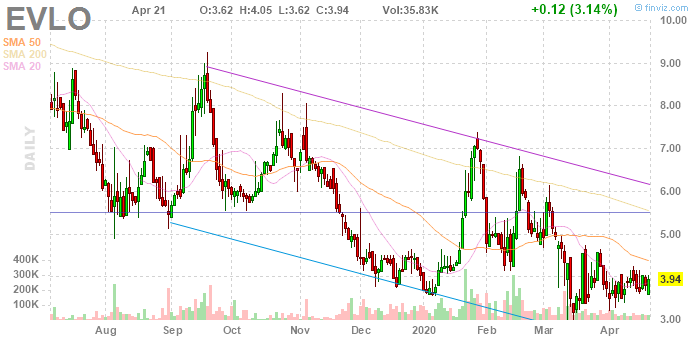 EVLO Apr 21 O:3.62 H:4.05 L:3.62 C:3.94 Vol:35.83K +0.12 (3.14%) © finviz.com
SMA 50
SMA 200
SMA 20
DAILY
10.00
9.00
8.00
7.00
6.00
5.00
3.94
3.00
400K
300K
200K
100K
Aug Sep Oct Nov Dec 2020 Feb Mar Apr